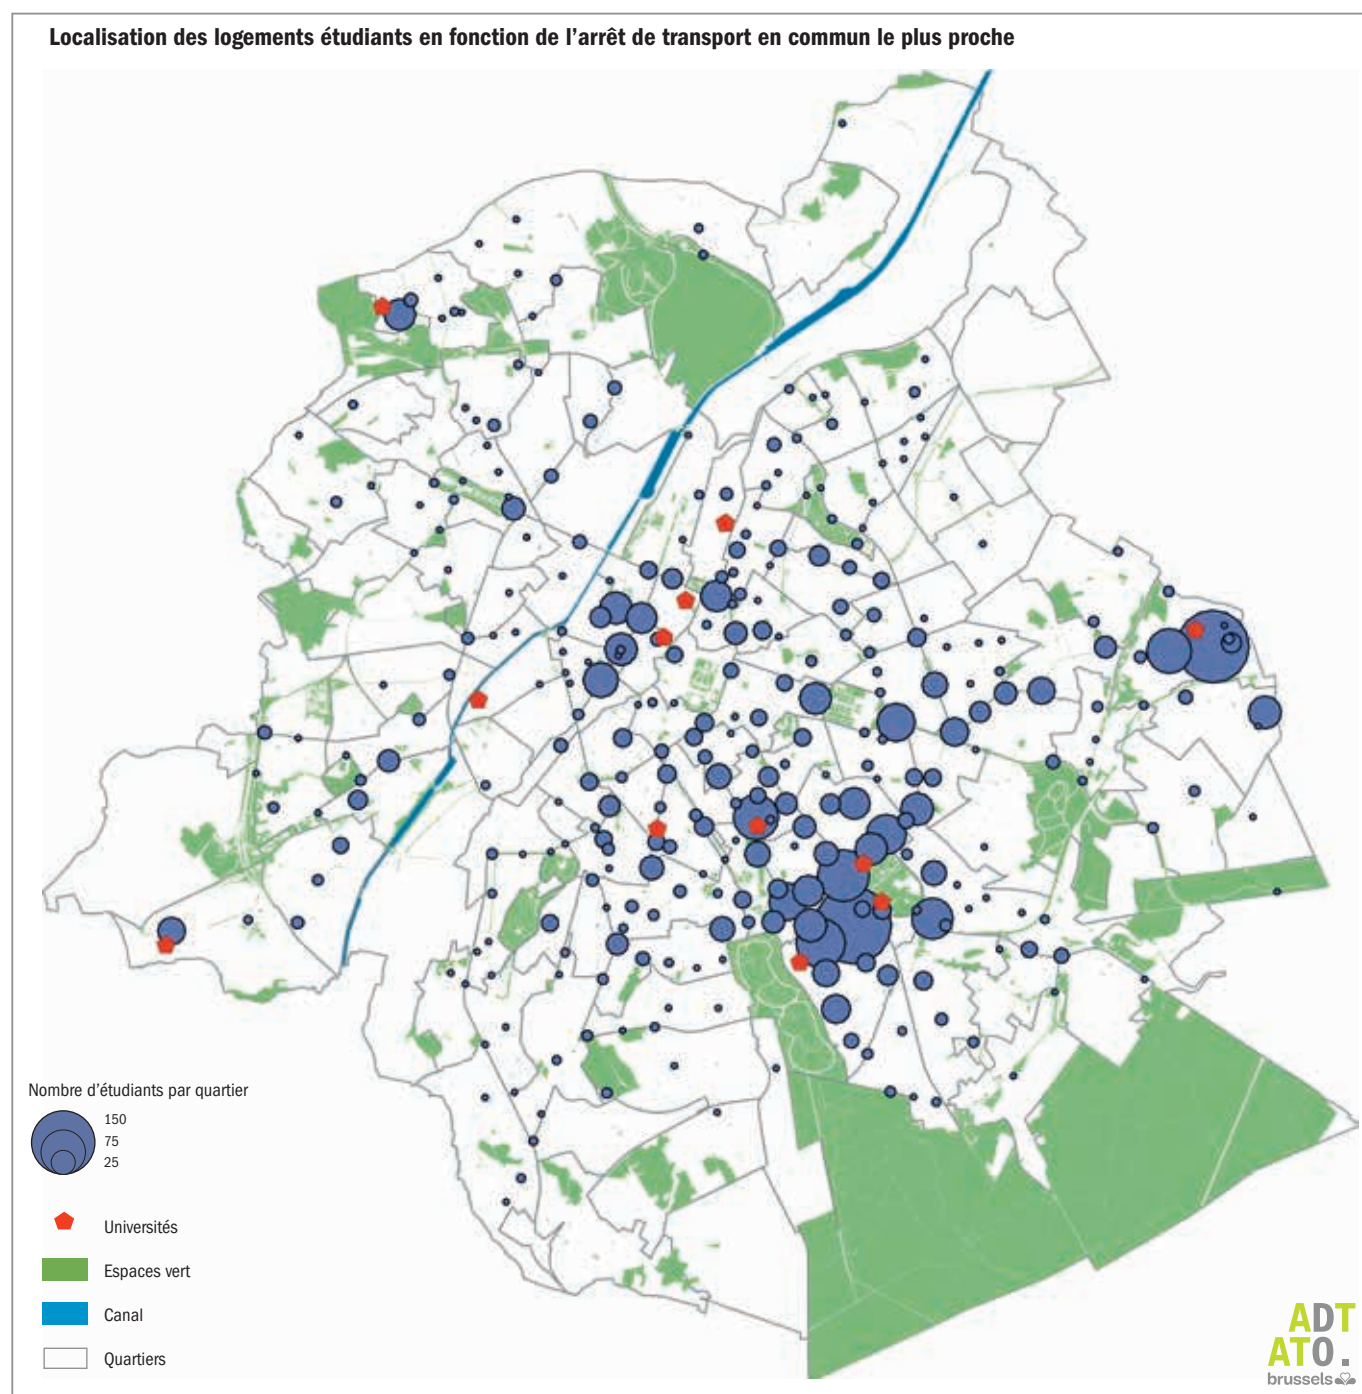 Localisation des logements étudiants en fonction de l'arrêt de transport en commun le plus proche
Nombre d'étudiants par quartier
150
75
25
Universités
Espaces vert
Canal
Quartiers
ADT
ATO.
brussels